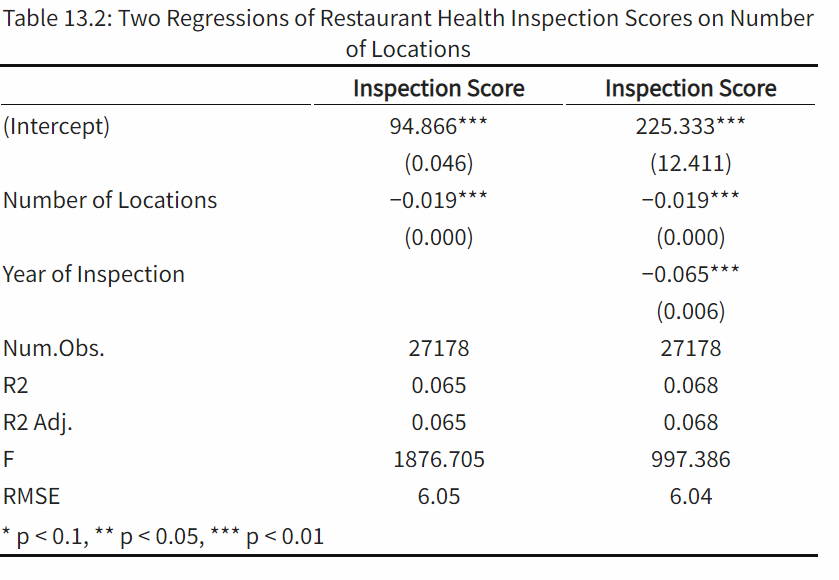 Table 13.2: Two Regressions of Restaurant Health Inspection Scores on Number
of Locations
Inspection Score Inspection Score
(Intercept) 94.866*** 225.333***
(0.046) (12.411)
Number of Locations −0.019*** −0.019***
(0.000) (0.000)
Year of Inspection −0.065***
(0.006)
Num.Obs. 27178 27178
R2 0.065 0.068
R2 Adj. 0.065 0.068
F 1876.705 997.386
RMSE 6.05 6.04
* p < 0.1, ** p < 0.05, *** p < 0.01